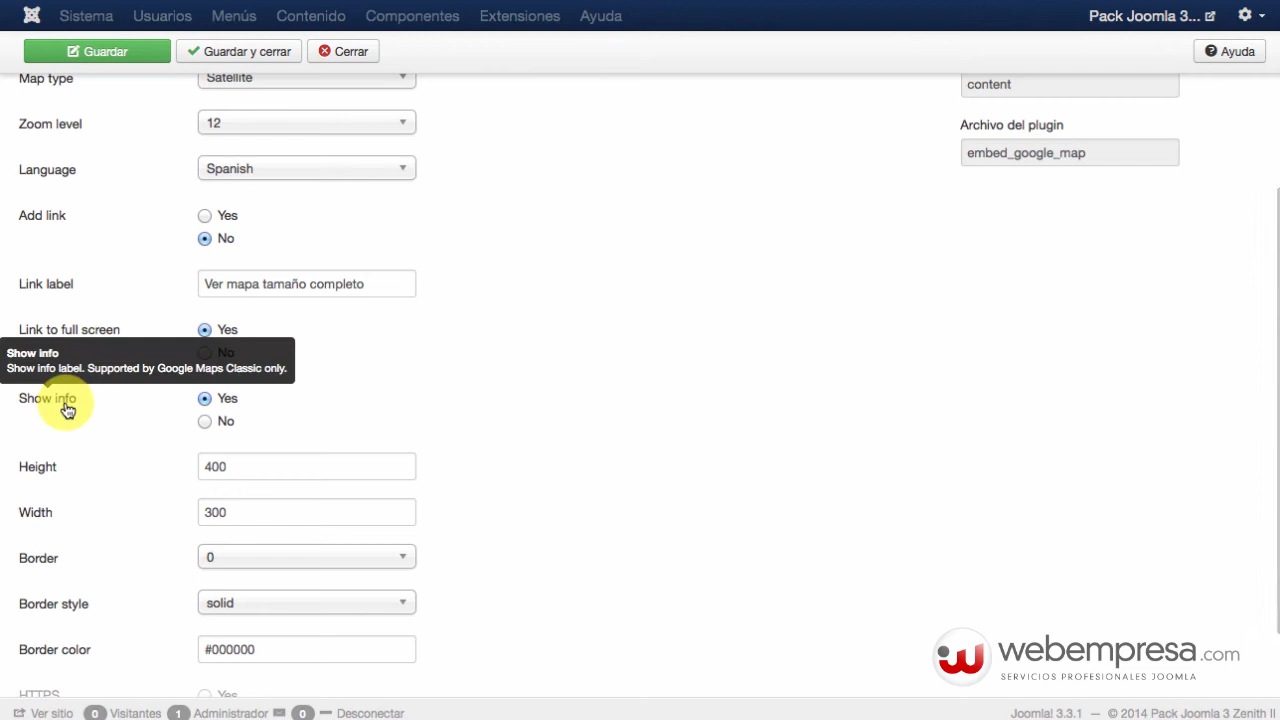 Sistema Usuarios Menús Contenido Componentes Extensiones Ayuda Pack Joomla 3...
Guardar Guardar y cerrar Cerrar Ayuda
Map type Satellite
content
Zoom level 12
Archivo del plugin
embed_google_map
Language Spanish
Add link Yes
No
Link label Ver mapa tamaño completo
Link to full screen Yes
No
Show info
Show info label. Supported by Google Maps Classic only.
Show info Yes
No
Height 400
Width 300
Border 0
Border style solid
Border color #000000
webempresa.com
SERVICIOS PROFESIONALES JOOMLA
HTTPS Yes
Ver sitio 0 Visitantes 1 Administrador 0 Desconectar Joomla! 3.3.1 — © 2014 Pack Joomla 3 Zenith II